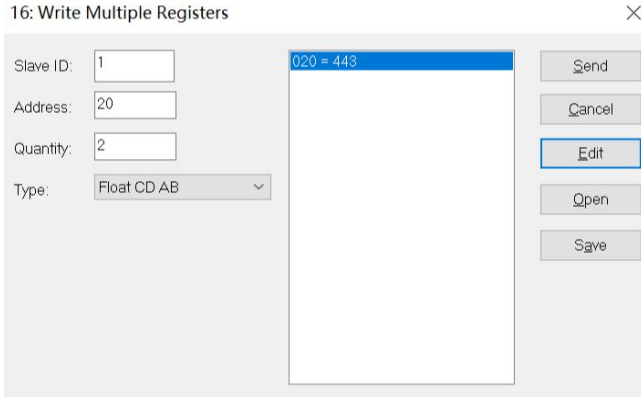 16: Write Multiple Registers
Slave ID: 1
Address: 20
Quantity: 2
Type: Float CD AB
020 = 443
Send
Cancel
Edit
Open
Save